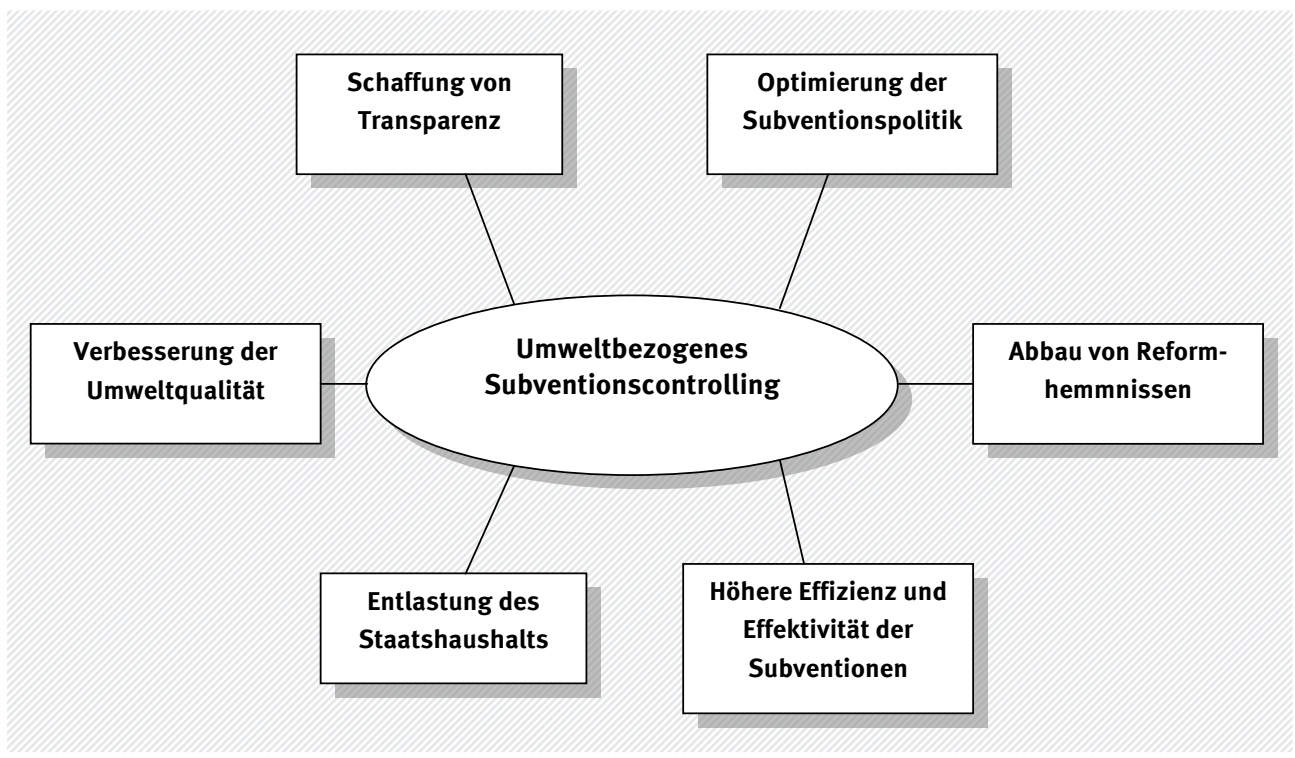 Schaffung von
Transparenz
Optimierung der
Subventionspolitik
Verbesserung der
Umweltqualität
Umweltbezogenes
Subventionscontrolling
Abbau von Reform-
hemmnissen
Entlastung des
Staatshaushalts
Höhere Effizienz und
Effektivität der
Subventionen